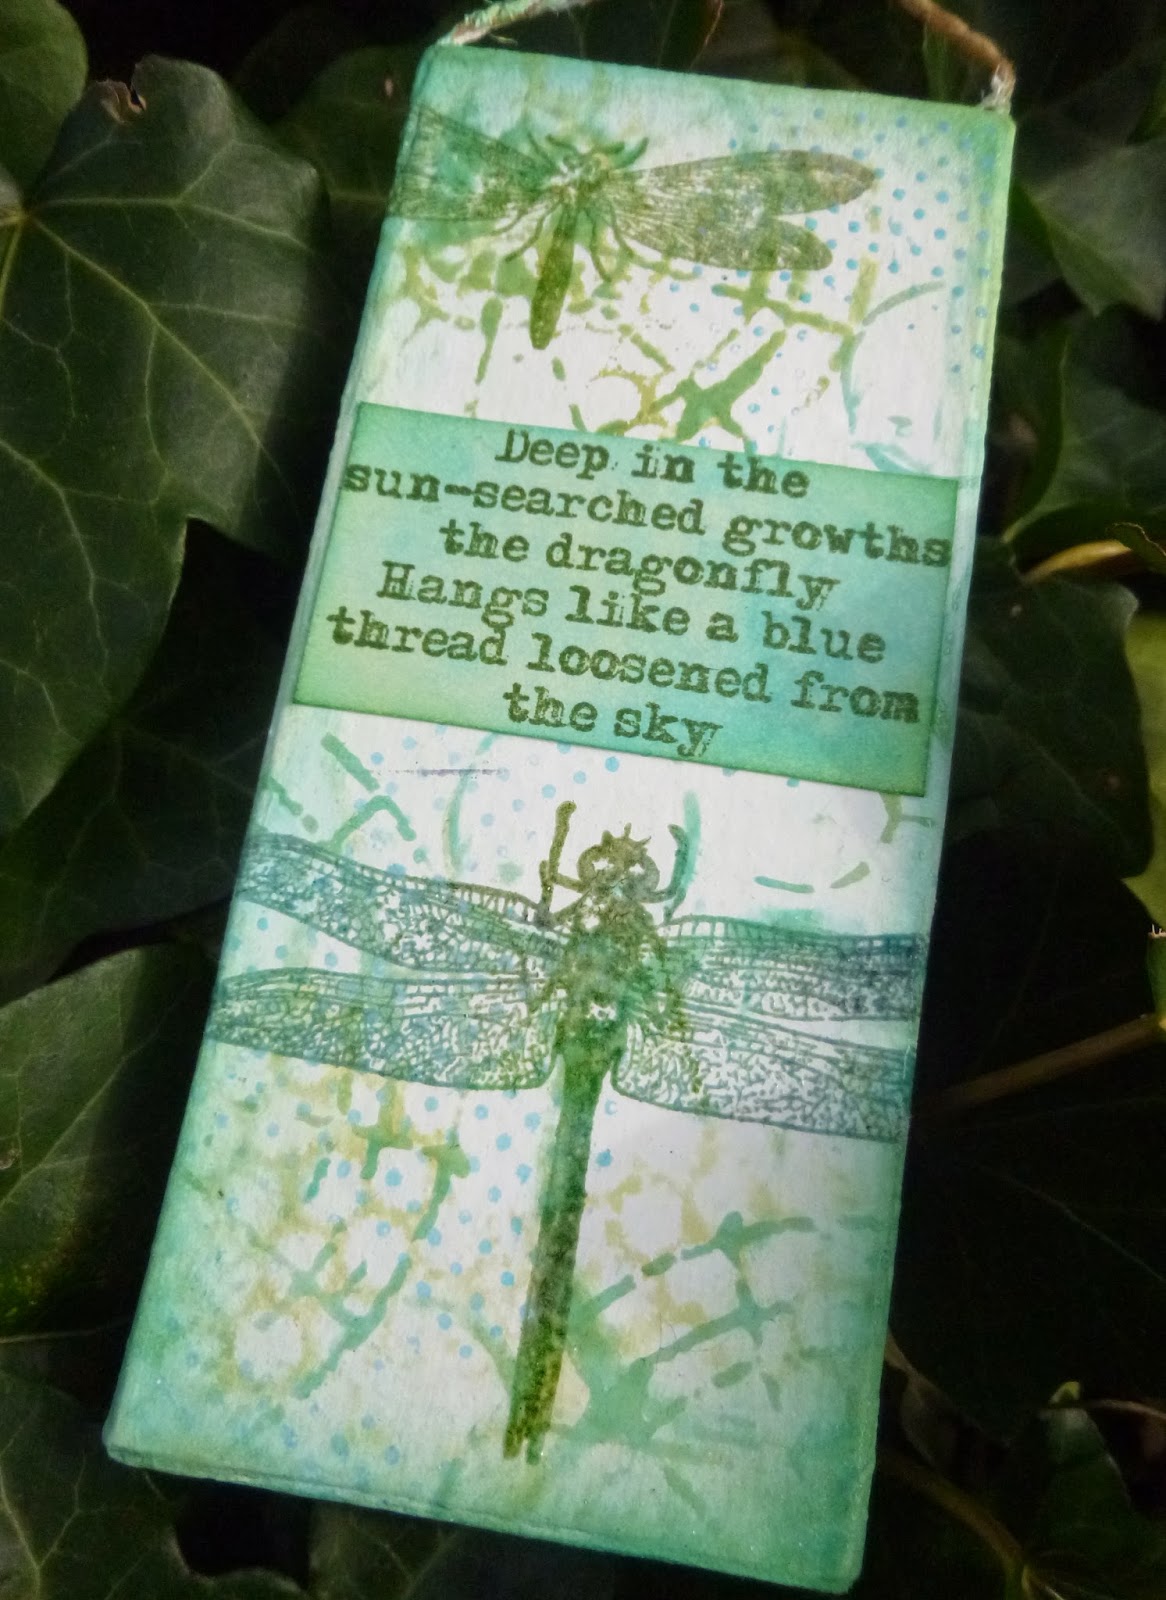 Deep in the
sun-searched growths
the dragonfly
Hangs like a blue
thread loosened from
the sky